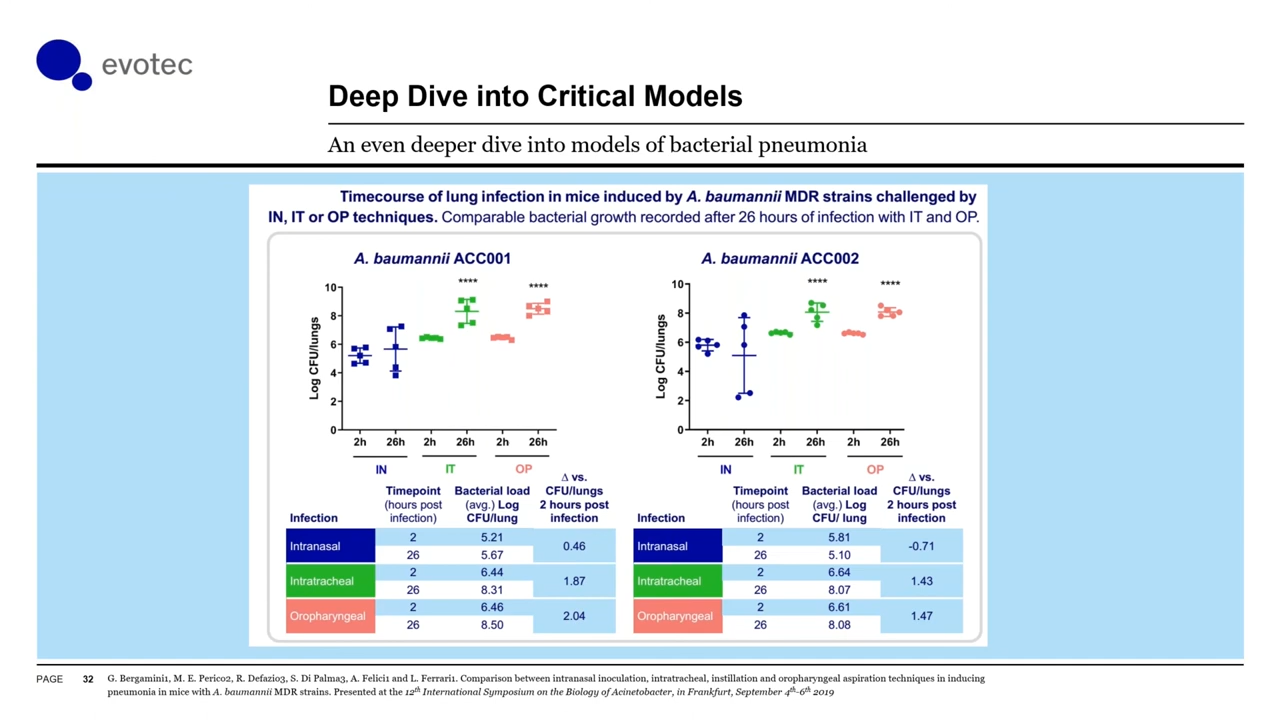 evotec
Deep Dive into Critical Models
An even deeper dive into models of bacterial pneumonia
Timecourse of lung infection in mice induced by A. baumannii MDR strains challenged by
IN, IT or OP techniques. Comparable bacterial growth recorded after 26 hours of infection with IT and OP.
A. baumannii ACC001
Log CFU/lungs
10
8
6
4
2
0
**** ****
2h 26h 2h 26h 2h 26h
IN IT OP
Infection
Timepoint
(hours post
infection)
Bacterial load
(avg.) Log
CFU/lung
Δ vs.
CFU/lungs
2 hours post
infection
Intranasal 2 5.21 0.46
26 5.67
Intratracheal 2 6.44 1.87
26 8.31
Oropharyngeal 2 6.46 2.04
26 8.50
A. baumannii ACC002
Log CFU/lungs
10
8
6
4
2
0
**** ****
2h 26h 2h 26h 2h 26h
IN IT OP
Infection
Timepoint
(hours post
infection)
Bacterial load
(avg.) Log
CFU/ lung
Δ vs.
CFU/lungs
2 hours post
infection
Intranasal 2 5.81 -0.71
26 5.10
Intratracheal 2 6.64 1.43
26 8.07
Oropharyngeal 2 6.61 1.47
26 8.08
PAGE 32
G. Bergamini1, M. E. Perico2, R. Defazio3, S. Di Palma3, A. Felici1 and L. Ferrari1. Comparison between intranasal inoculation, intratracheal, instillation and oropharyngeal aspiration techniques in inducing
pneumonia in mice with A. baumannii MDR strains. Presented at the 12th International Symposium on the Biology of Acinetobacter, in Frankfurt, September 4th-6th 2019